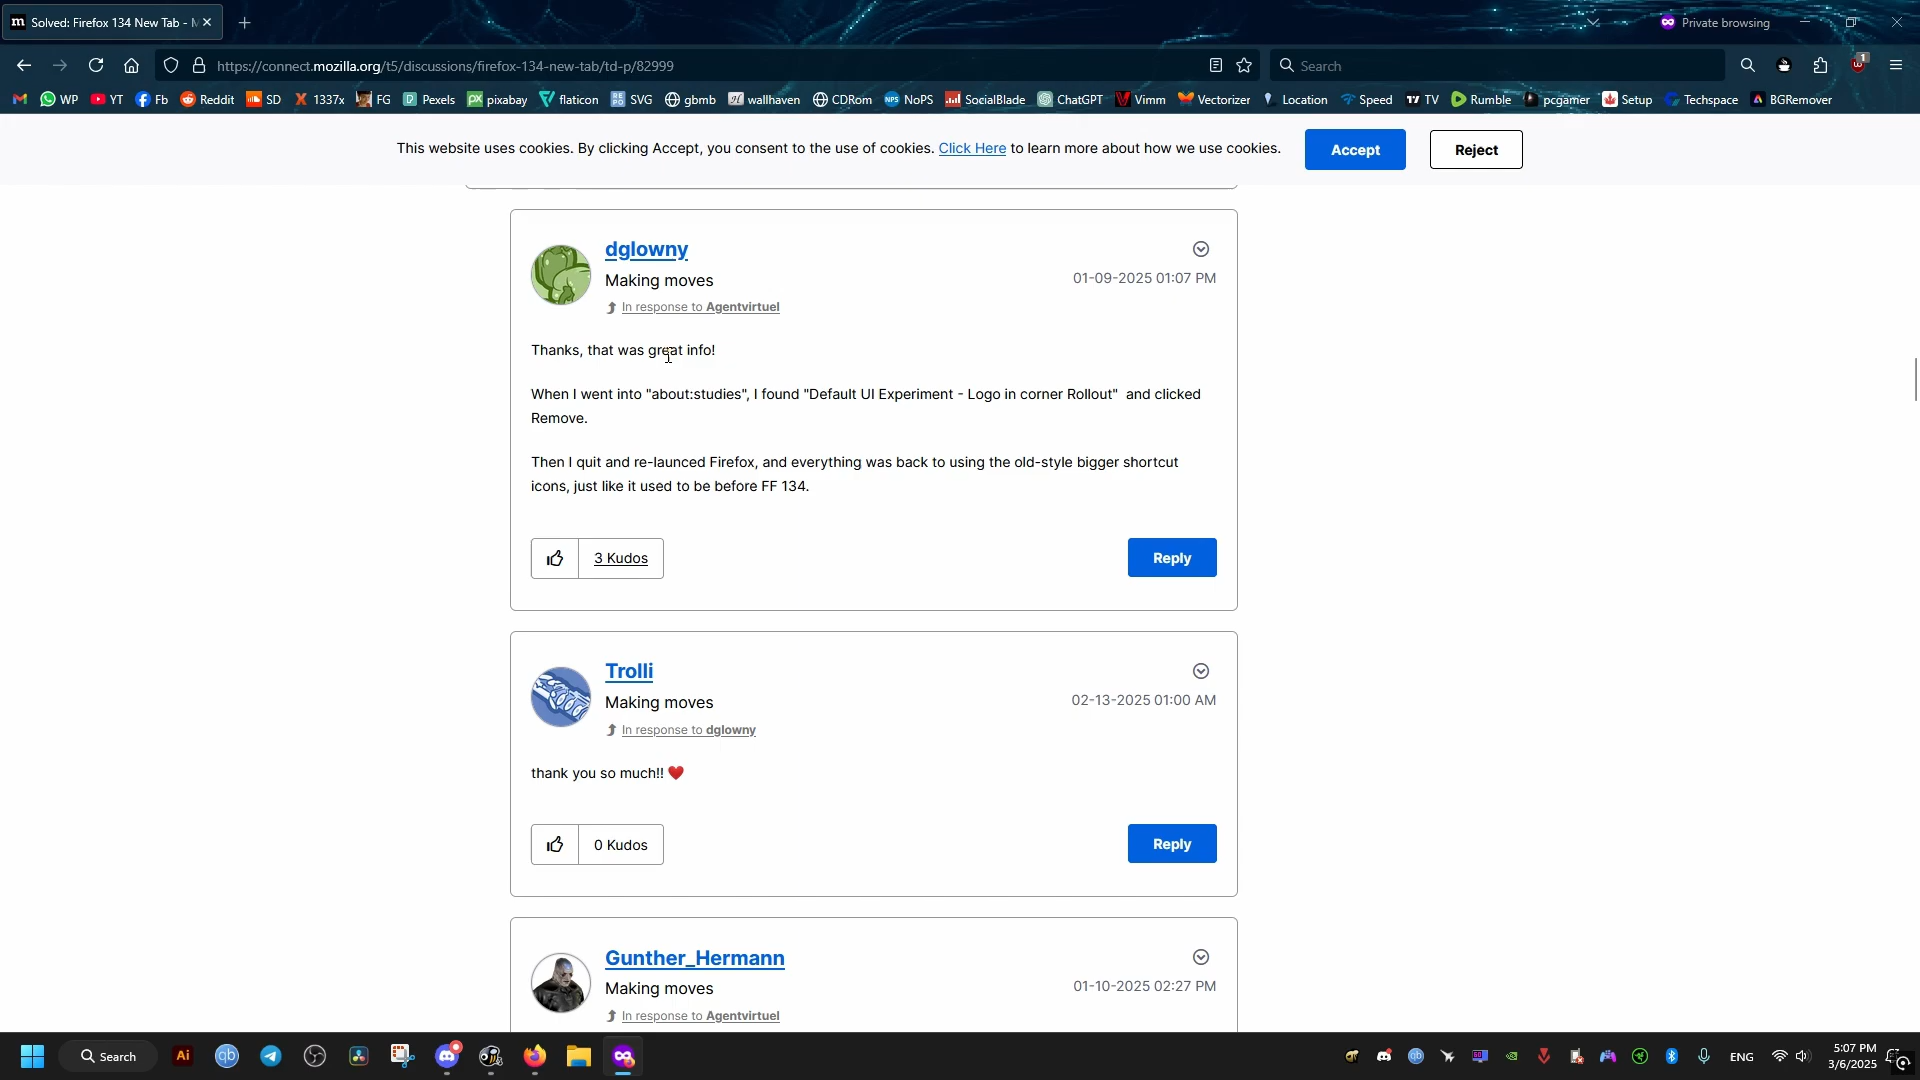 Solved: Firefox 134 New Tab - M
Private browsing
https://connect.mozilla.org/t5/discussions/firefox-134-new-tab/td-p/82999
Search
1
WP
YT
Fb
Reddit
SD
1337x
FG
Pexels
pixabay
flaticon
SVG
gbmb
wallhaven
CDRom
NoPS
SocialBlade
ChatGPT
Vimm
Vectorizer
Location
Speed
TV
Rumble
pcgamer
Setup
Techspace
BGRemover
This website uses cookies. By clicking Accept, you consent to the use of cookies. Click Here to learn more about how we use cookies.
Accept
Reject
dglowny
Making moves
01-09-2025 01:07 PM
In response to Agentvirtuel
Thanks, that was great info!
When I went into "about:studies", I found "Default UI Experiment - Logo in corner Rollout"  and clicked
Remove.
Then I quit and re-launced Firefox, and everything was back to using the old-style bigger shortcut
icons, just like it used to be before FF 134.
3 Kudos
Reply
Trolli
Making moves
02-13-2025 01:00 AM
In response to dglowny
thank you so much!! ❤️
0 Kudos
Reply
Gunther_Hermann
Making moves
01-10-2025 02:27 PM
In response to Agentvirtuel
Search
Ai
qb
ENG
5:07 PM
3/6/2025